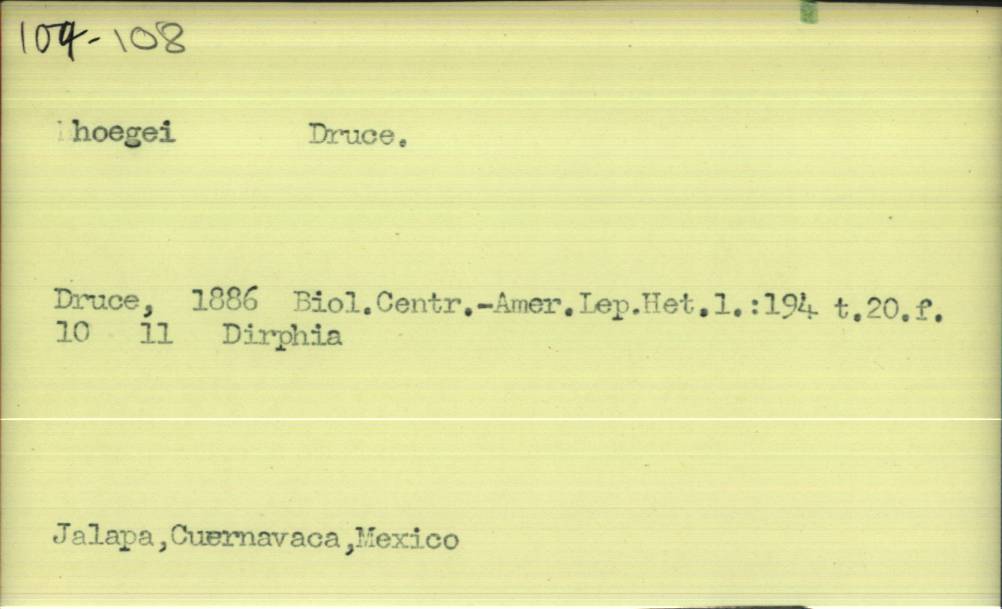 104-108
hoegei Druce.
Druce, 1886 Biol.Centr.-Amer.Lep.Het.1.:194 t.20.f.
10 11 Dirphia
Jalapa,Cuernavaca,Mexico